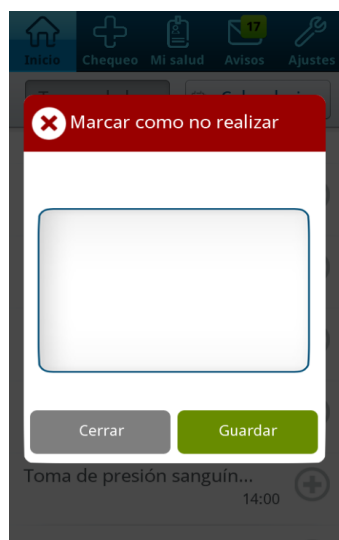 17
Inicio Chequeo Mi salud Avisos Ajustes
Marcar como no realizar
Cerrar Guardar
Toma de presión sanguín...
14:00